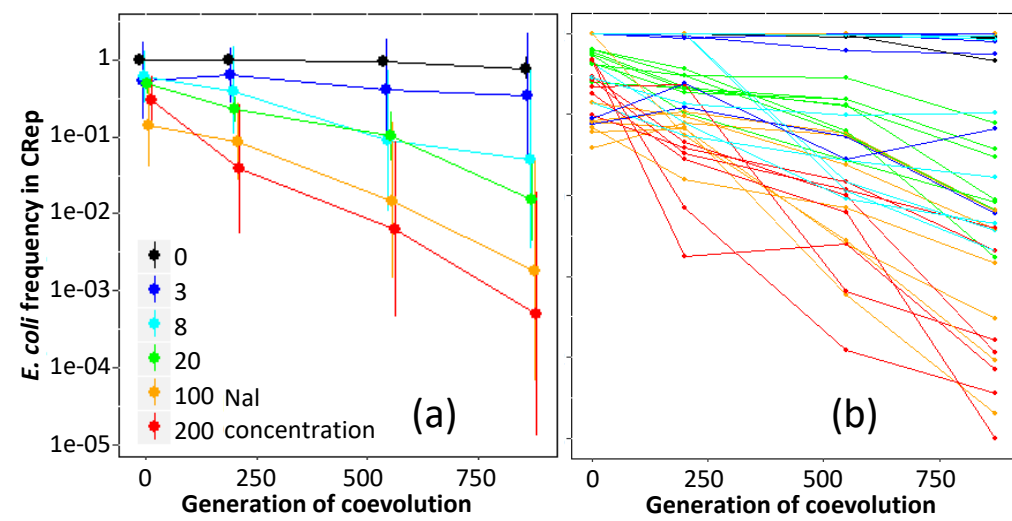 E. coli frequency in CRep
1
1e-01
1e-02
1e-03
1e-04
1e-05
0
3
8
20
100 Nal
200 concentration
(a)
(b)
0 250 500 750
0 250 500 750
Generation of coevolution
Generation of coevolution